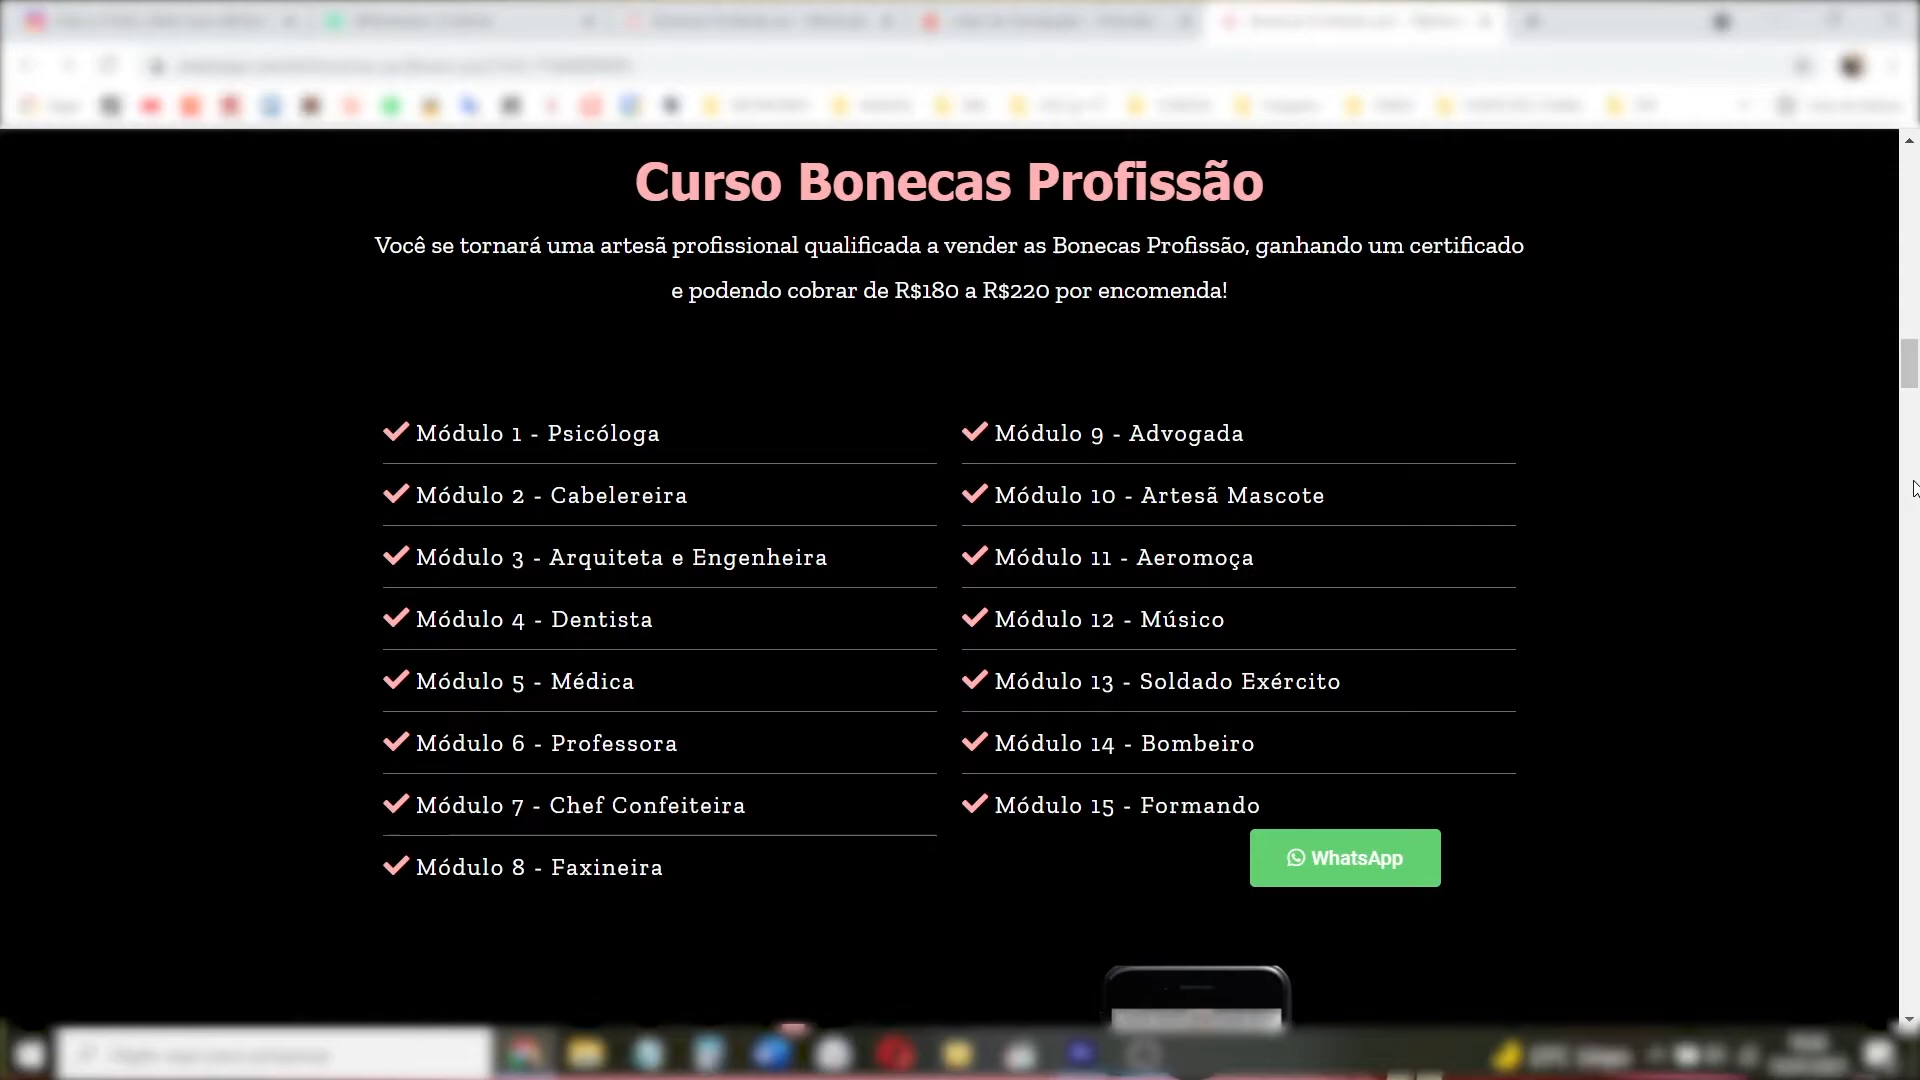 Curso Bonecas Profissão
Você se tornará uma artesã profissional qualificada a vender as Bonecas Profissão, ganhando um certificado
e podendo cobrar de R$180 a R$220 por encomenda!
Módulo 1 - Psicóloga
Módulo 2 - Cabelereira
Módulo 3 - Arquiteta e Engenheira
Módulo 4 - Dentista
Módulo 5 - Médica
Módulo 6 - Professora
Módulo 7 - Chef Confeiteira
Módulo 8 - Faxineira
Módulo 9 - Advogada
Módulo 10 - Artesã Mascote
Módulo 11 - Aeromoça
Módulo 12 - Músico
Módulo 13 - Soldado Exército
Módulo 14 - Bombeiro
Módulo 15 - Formando
WhatsApp